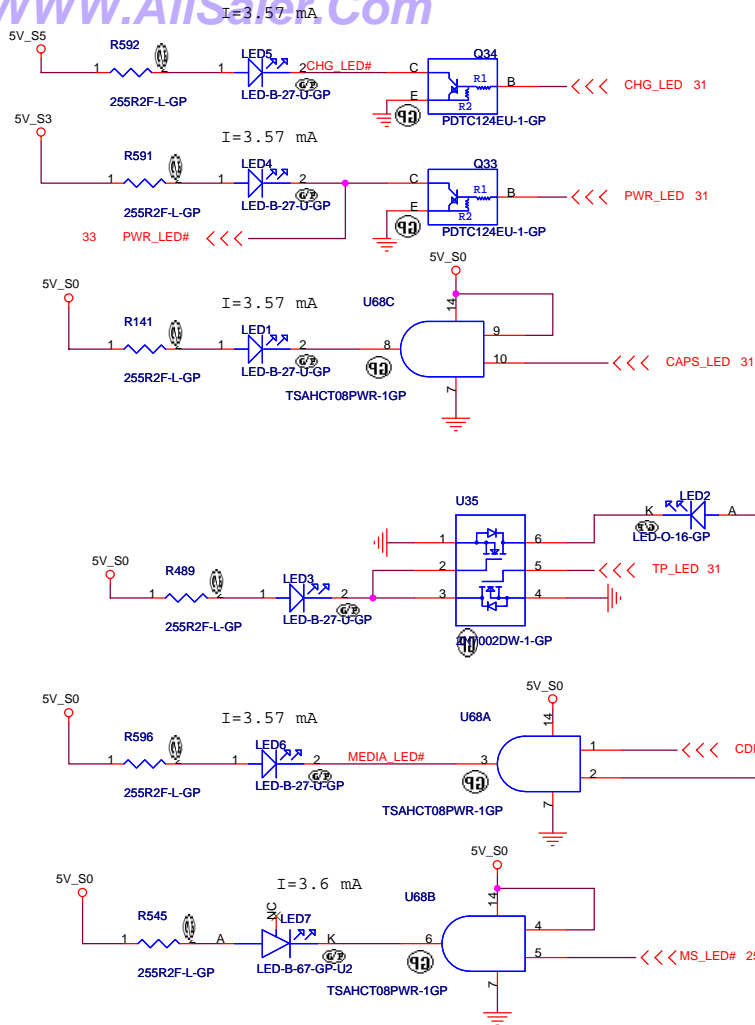 WWW.AllSaler.Com
I=3.57 mA
5V_S5
R592
LED5
Q34
1
2
1
2
CHG_LED#
C
R1
B
CHG_LED 31
255R2F-L-GP
LED-B-27-U-GP
E
R2
PDTC124EU-1-GP
5V_S3
I=3.57 mA
R591
LED4
Q33
1
2
1
2
C
R1
B
PWR_LED 31
255R2F-L-GP
LED-B-27-U-GP
E
R2
PDTC124EU-1-GP
33 PWR_LED#
5V_S0
5V_S0
I=3.57 mA
U68C
14
R141
LED1
9
1
2
1
2
8
10
CAPS_LED 31
255R2F-L-GP
LED-B-27-U-GP
7
TSAHCT08PWR-1GP
U35
LED2
K
A
LED-O-16-GP
1
6
5V_S0
R489
LED3
2
5
TP_LED 31
1
2
1
2
3
4
255R2F-L-GP
LED-B-27-U-GP
2N7002DW-1-GP
5V_S0
5V_S0
I=3.57 mA
U68A
14
R596
LED6
1
1
2
1
2
MEDIA_LED#
3
2
255R2F-L-GP
LED-B-27-U-GP
7
TSAHCT08PWR-1GP
5V_S0
5V_S0
I=3.6 mA
U68B
14
NC
R545
LED7
4
1
2
A
K
6
5
MS_LED#
255R2F-L-GP
LED-B-67-GP-U2
7
TSAHCT08PWR-1GP